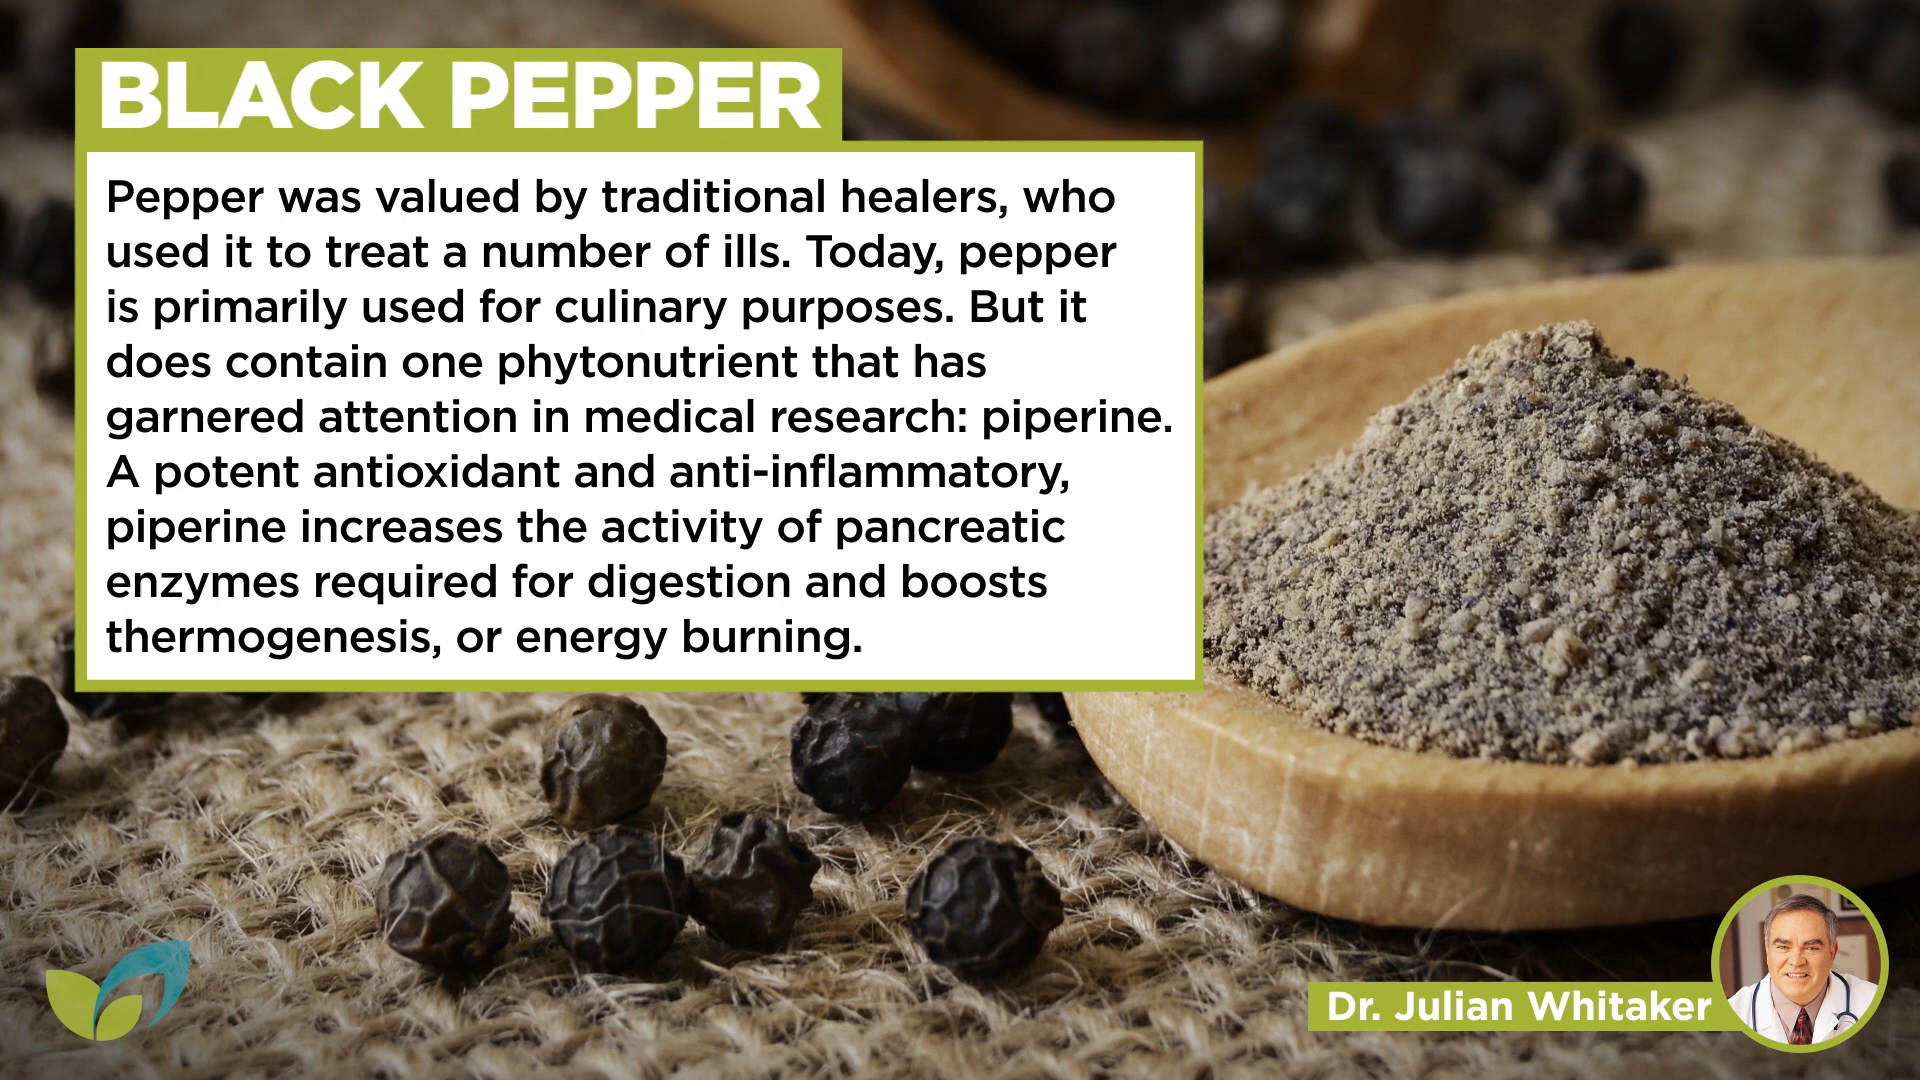 BLACK PEPPER
Pepper was valued by traditional healers, who
used it to treat a number of ills. Today, pepper
is primarily used for culinary purposes. But it
does contain one phytonutrient that has
garnered attention in medical research: piperine.
A potent antioxidant and anti-inflammatory,
piperine increases the activity of pancreatic
enzymes required for digestion and boosts
thermogenesis, or energy burning.
Dr. Julian Whitaker